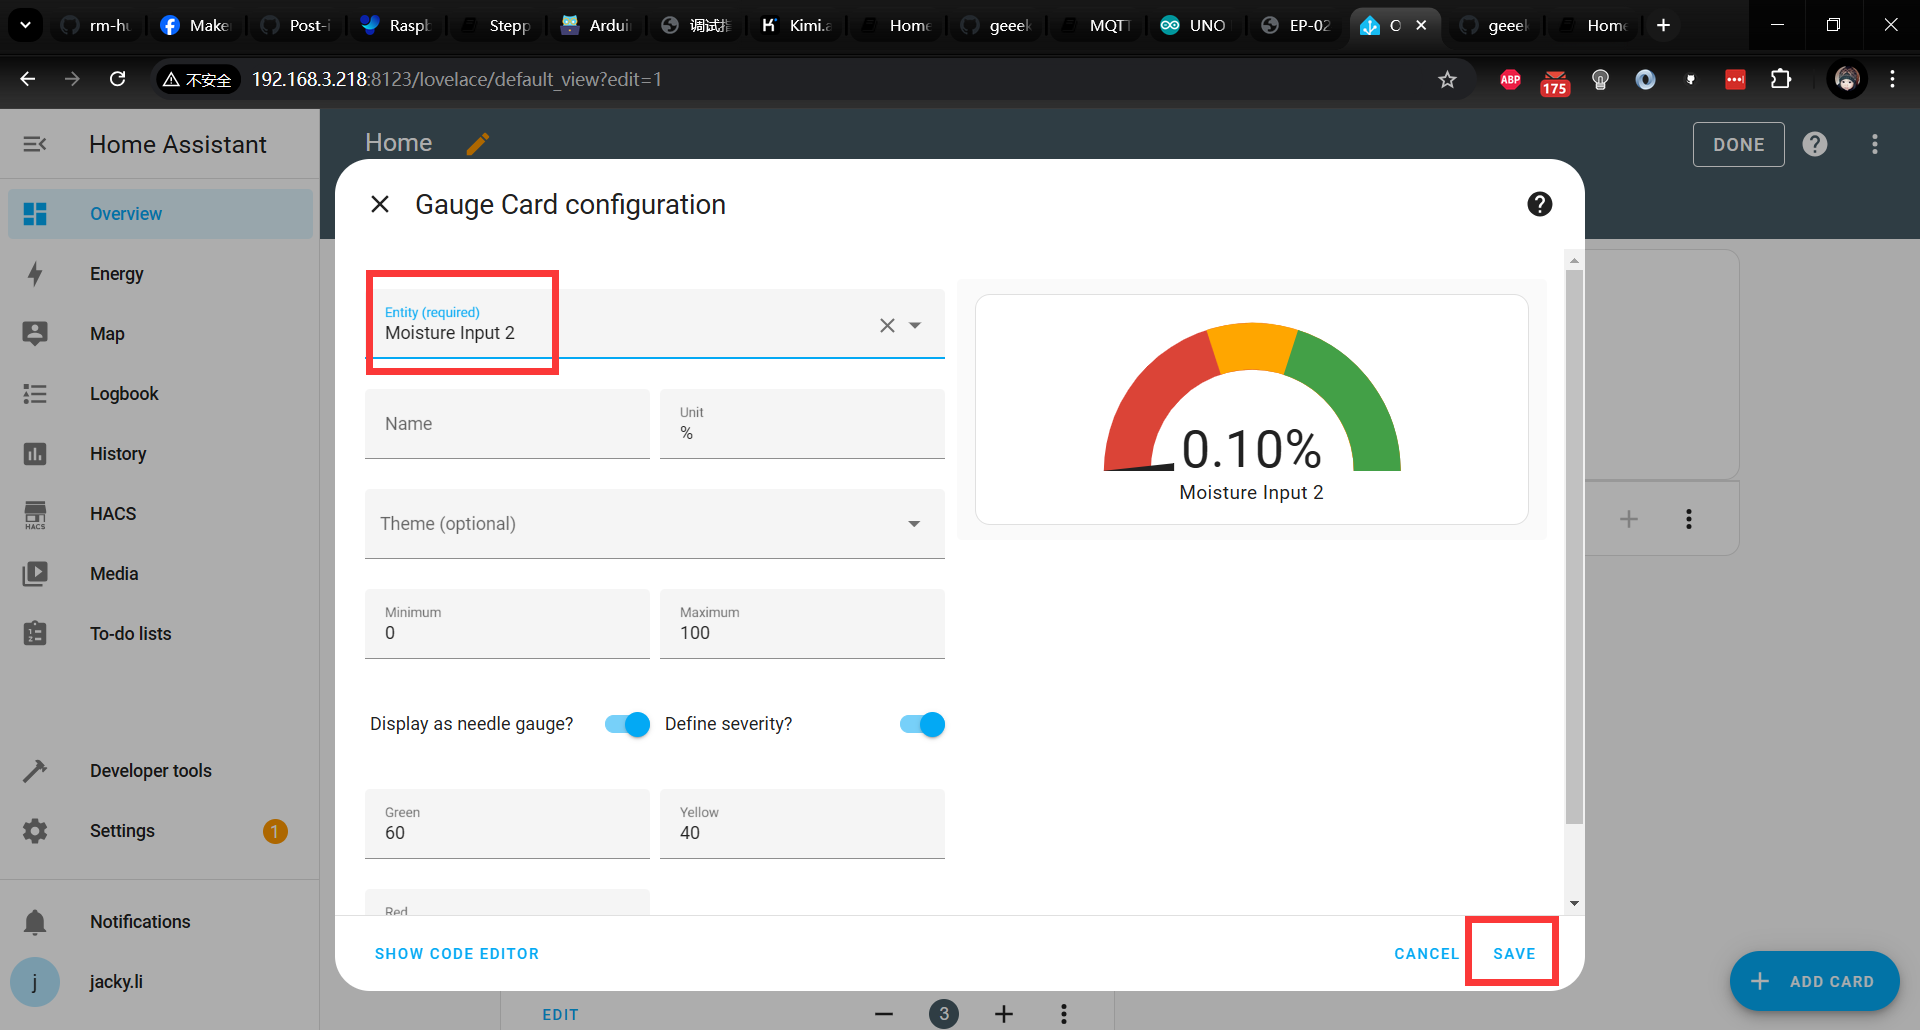 rm-hu
Make
Post-i
Raspb
Stepp
Ardui
调试指
Kimi.a
Home
geeek
MQTT
UNO
EP-02
O
geeek
Home
不安全
192.168.3.218:8123/lovelace/default_view?edit=1
ABP
175
Home Assistant
Home
DONE
Overview
Energy
Map
Logbook
History
HACS
HACS
Media
To-do lists
Developer tools
Settings
1
Notifications
j
jacky.li
Gauge Card configuration
Entity (required)
Moisture Input 2
Name
Unit
%
Theme (optional)
Minimum
0
Maximum
100
Display as needle gauge?
Define severity?
Green
60
Yellow
40
Red
0.10%
Moisture Input 2
SHOW CODE EDITOR
CANCEL
SAVE
EDIT
3
ADD CARD